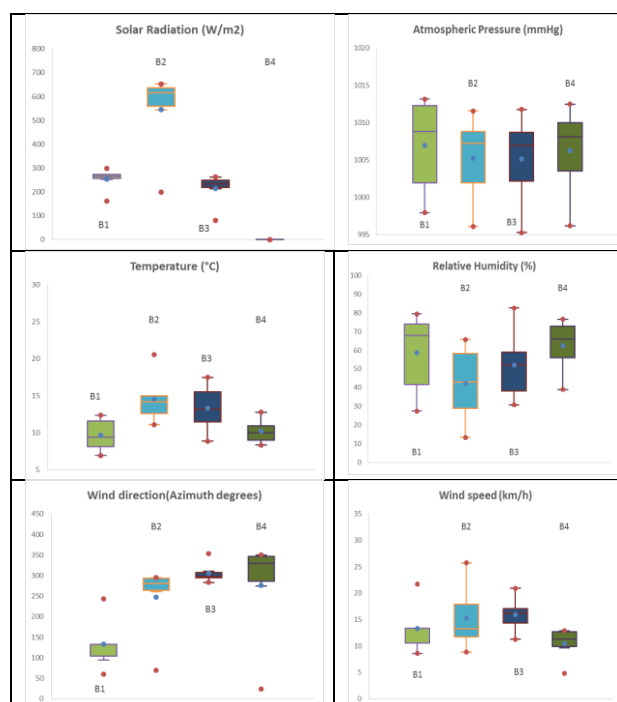 Solar Radiation (W/m2)
800
700
600
500
400
300
200
100
0
B1
B2
B3
B4
Atmospheric Pressure (mmHg)
1020
1015
1010
1005
1000
995
B1
B2
B3
B4
Temperature (°C)
30
25
20
15
10
5
B1
B2
B3
B4
Relative Humidity (%)
100
90
80
70
60
50
40
30
20
10
0
B1
B2
B3
B4
Wind direction(Azimuth degrees)
450
400
350
300
250
200
150
100
50
0
B1
B2
B3
B4
Wind speed (km/h)
35
30
25
20
15
10
5
0
B1
B2
B3
B4